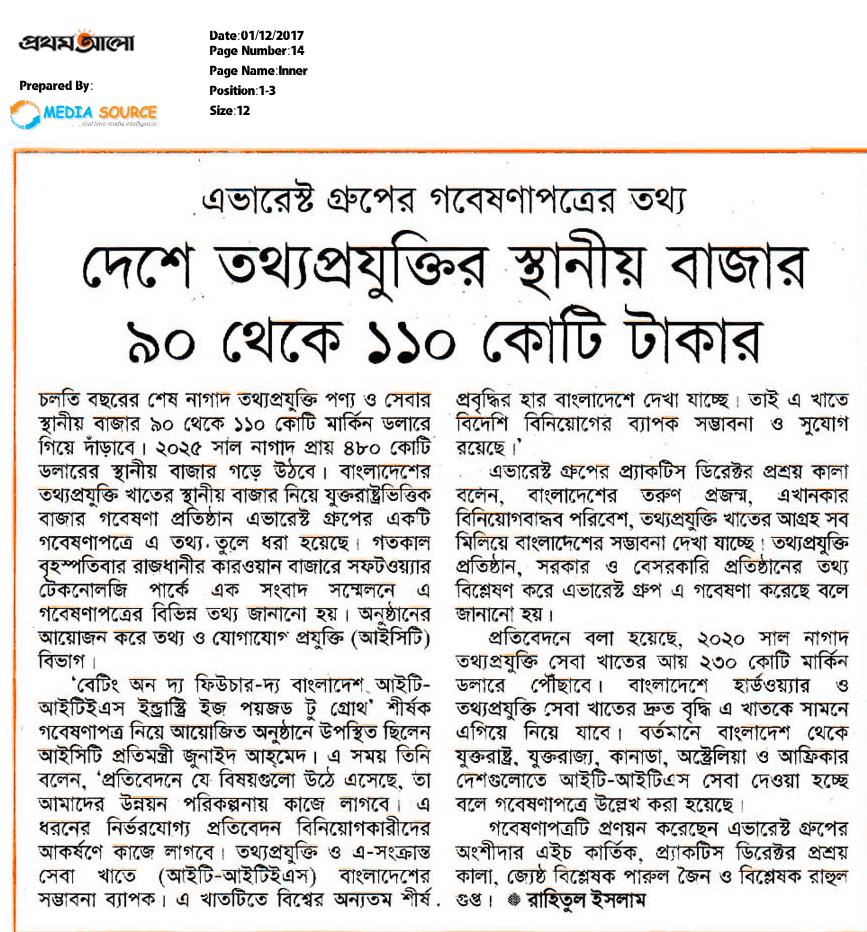 প্রথম আলো
Date:01/12/2017
Page Number:14
Page Name:Inner
Position:1-3
Size:12
Prepared By:
MEDIA SOURCE
real time media intelligence
এভারেস্ট গ্রুপের গবেষণাপত্রের তথ্য
দেশে তথ্যপ্রযুক্তির স্থানীয় বাজার
৯০ থেকে ১১০ কোটি টাকার
চলতি বছরের শেষ নাগাদ তথ্যপ্রযুক্তি পণ্য ও সেবার
স্থানীয় বাজার ৯০ থেকে ১১০ কোটি মার্কিন ডলারে
গিয়ে দাঁড়াবে। ২০২৫ সাল নাগাদ প্রায় ৪৮০ কোটি
ডলারের স্থানীয় বাজার গড়ে উঠবে। বাংলাদেশের
তথ্যপ্রযুক্তি খাতের স্থানীয় বাজার নিয়ে যুক্তরাষ্ট্রভিত্তিক
বাজার গবেষণা প্রতিষ্ঠান এভারেস্ট গ্রুপের একটি
গবেষণাপত্রে এ তথ্য তুলে ধরা হয়েছে। গতকাল
বৃহস্পতিবার রাজধানীর কারওয়ান বাজারে সফটওয়্যার
টেকনোলজি পার্কে এক সংবাদ সম্মেলনে এ
গবেষণাপত্রের বিভিন্ন তথ্য জানানো হয়। অনুষ্ঠানের
আয়োজন করে তথ্য ও যোগাযোগ প্রযুক্তি (আইসিটি)
বিভাগ।
'বেটিং অন দ্য ফিউচার-দ্য বাংলাদেশ আইটি-
আইটিইএস ইন্ডাস্ট্রি ইজ পয়জড টু গ্রোথ' শীর্ষক
গবেষণাপত্র নিয়ে আয়োজিত অনুষ্ঠানে উপস্থিত ছিলেন
আইসিটি প্রতিমন্ত্রী জুনাইদ আহ্‌মেদ। এ সময় তিনি
বলেন, 'প্রতিবেদনে যে বিষয়গুলো উঠে এসেছে, তা
আমাদের উন্নয়ন পরিকল্পনায় কাজে লাগবে। এ
ধরনের নির্ভরযোগ্য প্রতিবেদন বিনিয়োগকারীদের
আকর্ষণে কাজে লাগবে। তথ্যপ্রযুক্তি ও এ-সংক্রান্ত
সেবা খাতে (আইটি-আইটিইএস) বাংলাদেশের
সম্ভাবনা ব্যাপক। এ খাতটিতে বিশ্বের অন্যতম শীর্ষ
প্রবৃদ্ধির হার বাংলাদেশে দেখা যাচ্ছে। তাই এ খাতে
বিদেশি বিনিয়োগের ব্যাপক সম্ভাবনা ও সুযোগ
রয়েছে।'
এভারেস্ট গ্রুপের প্র্যাকটিস ডিরেক্টর প্রশ্রয় কালা
বলেন, বাংলাদেশের তরুণ প্রজন্ম, এখানকার
বিনিয়োগবান্ধব পরিবেশ, তথ্যপ্রযুক্তি খাতের আগ্রহ সব
মিলিয়ে বাংলাদেশের সম্ভাবনা দেখা যাচ্ছে। তথ্যপ্রযুক্তি
প্রতিষ্ঠান, সরকার ও বেসরকারি প্রতিষ্ঠানের তথ্য
বিশ্লেষণ করে এভারেস্ট গ্রুপ এ গবেষণা করেছে বলে
জানানো হয়।
প্রতিবেদনে বলা হয়েছে, ২০২০ সাল নাগাদ
তথ্যপ্রযুক্তি সেবা খাতের আয় ২৩০ কোটি মার্কিন
ডলারে পৌঁছাবে। বাংলাদেশে হার্ডওয়্যার ও
তথ্যপ্রযুক্তি সেবা খাতের দ্রুত বৃদ্ধি এ খাতকে সামনে
এগিয়ে নিয়ে যাবে। বর্তমানে বাংলাদেশ থেকে
যুক্তরাষ্ট্র, যুক্তরাজ্য, কানাডা, অস্ট্রেলিয়া ও আফ্রিকার
দেশগুলোতে আইটি-আইটিএস সেবা দেওয়া হচ্ছে
বলে গবেষণাপত্রে উল্লেখ করা হয়েছে।
গবেষণাপত্রটি প্রণয়ন করেছেন এভারেস্ট গ্রুপের
অংশীদার এইচ কার্তিক, প্র্যাকটিস ডিরেক্টর প্রশ্রয়
কালা, জ্যেষ্ঠ বিশ্লেষক পারুল জৈন ও বিশ্লেষক রাহুল
গুপ্ত। ● রাহিতুল ইসলাম